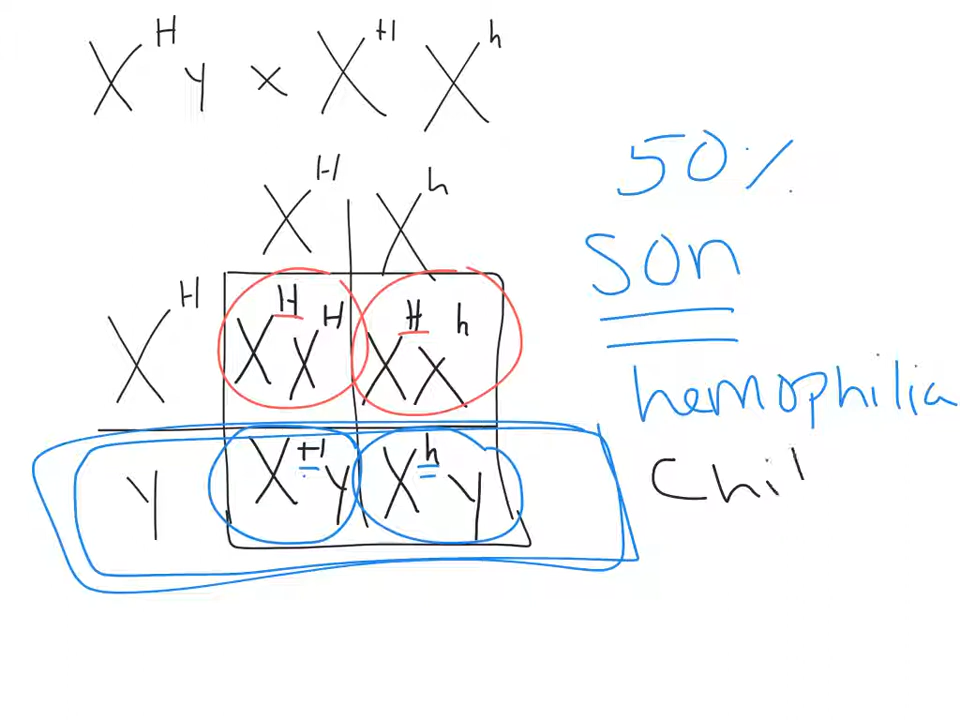 X^H Y x X^H X^h
50%
X^H X^h
son
X^H X^H X^H X^H X^h
hemophilia
Y X^H Y X^h Y
Chil